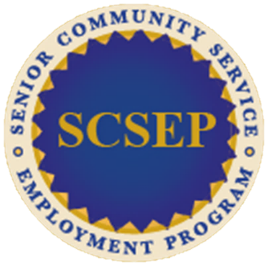 SENIOR COMMUNITY SERVICE
SCSEP
EMPLOYMENT PROGRAM